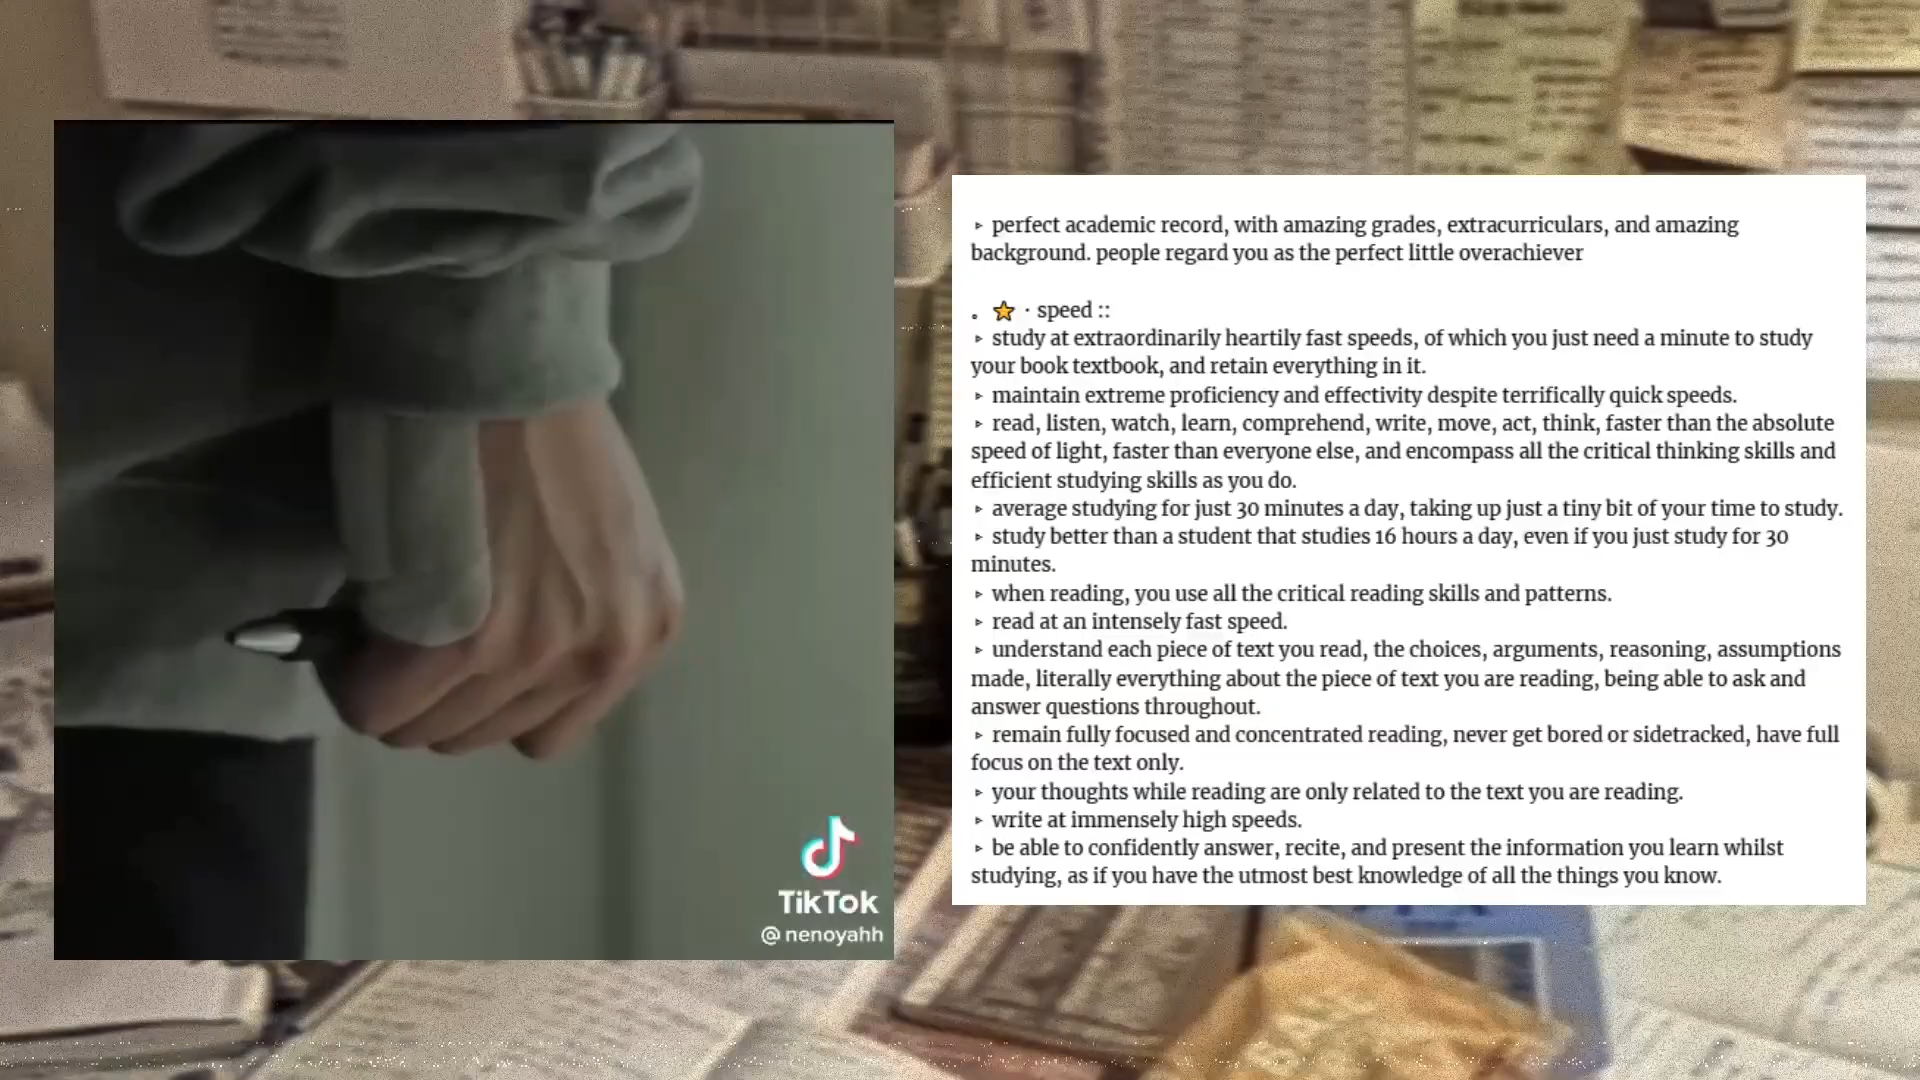 ▹ perfect academic record, with amazing grades, extracurriculars, and amazing
background. people regard you as the perfect little overachiever
。⭐ · speed ::
▹ study at extraordinarily heartily fast speeds, of which you just need a minute to study
your book textbook, and retain everything in it.
▹ maintain extreme proficiency and effectivity despite terrifically quick speeds.
▹ read, listen, watch, learn, comprehend, write, move, act, think, faster than the absolute
speed of light, faster than everyone else, and encompass all the critical thinking skills and
efficient studying skills as you do.
▹ average studying for just 30 minutes a day, taking up just a tiny bit of your time to study.
▹ study better than a student that studies 16 hours a day, even if you just study for 30
minutes.
▹ when reading, you use all the critical reading skills and patterns.
▹ read at an intensely fast speed.
▹ understand each piece of text you read, the choices, arguments, reasoning, assumptions
made, literally everything about the piece of text you are reading, being able to ask and
answer questions throughout.
▹ remain fully focused and concentrated reading, never get bored or sidetracked, have full
focus on the text only.
▹ your thoughts while reading are only related to the text you are reading.
▹ write at immensely high speeds.
▹ be able to confidently answer, recite, and present the information you learn whilst
studying, as if you have the utmost best knowledge of all the things you know.
TikTok
@nenoyahh